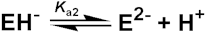 EH⁻ ⇌ E²⁻ + H⁺
Kₐ₂